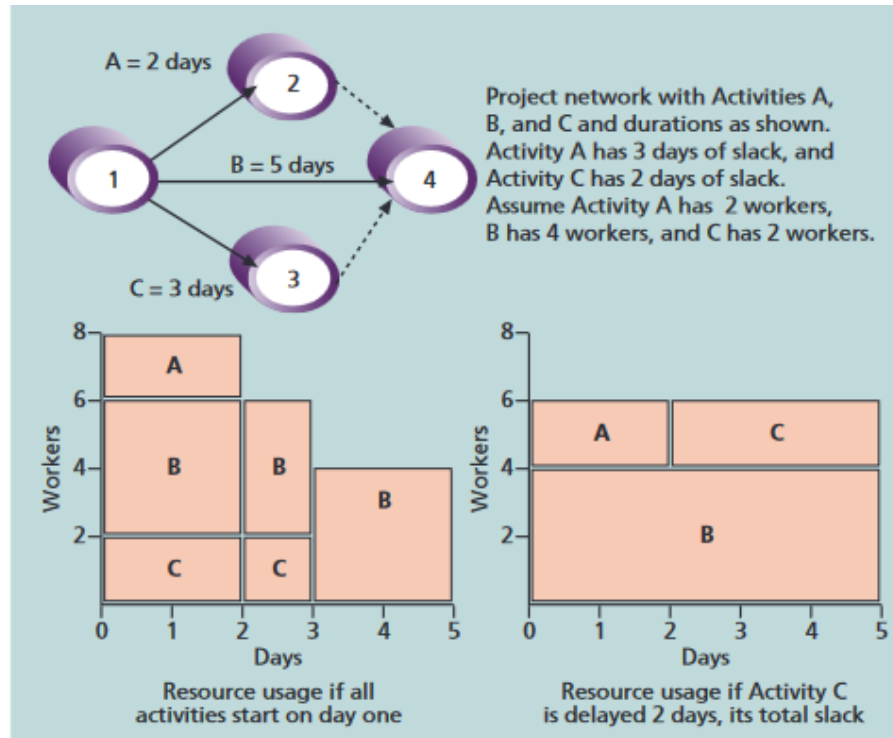 A = 2 days
2
Project network with Activities A,
B, and C and durations as shown.
Activity A has 3 days of slack, and
Activity C has 2 days of slack.
Assume Activity A has 2 workers,
B has 4 workers, and C has 2 workers.
1
B = 5 days
4
3
C = 3 days
8
6
4
2
Workers
A
B
B
B
C
C
0 1 2 3 4 5
Days
Resource usage if all
activities start on day one
8
6
4
2
Workers
A
C
B
0 1 2 3 4 5
Days
Resource usage if Activity C
is delayed 2 days, its total slack